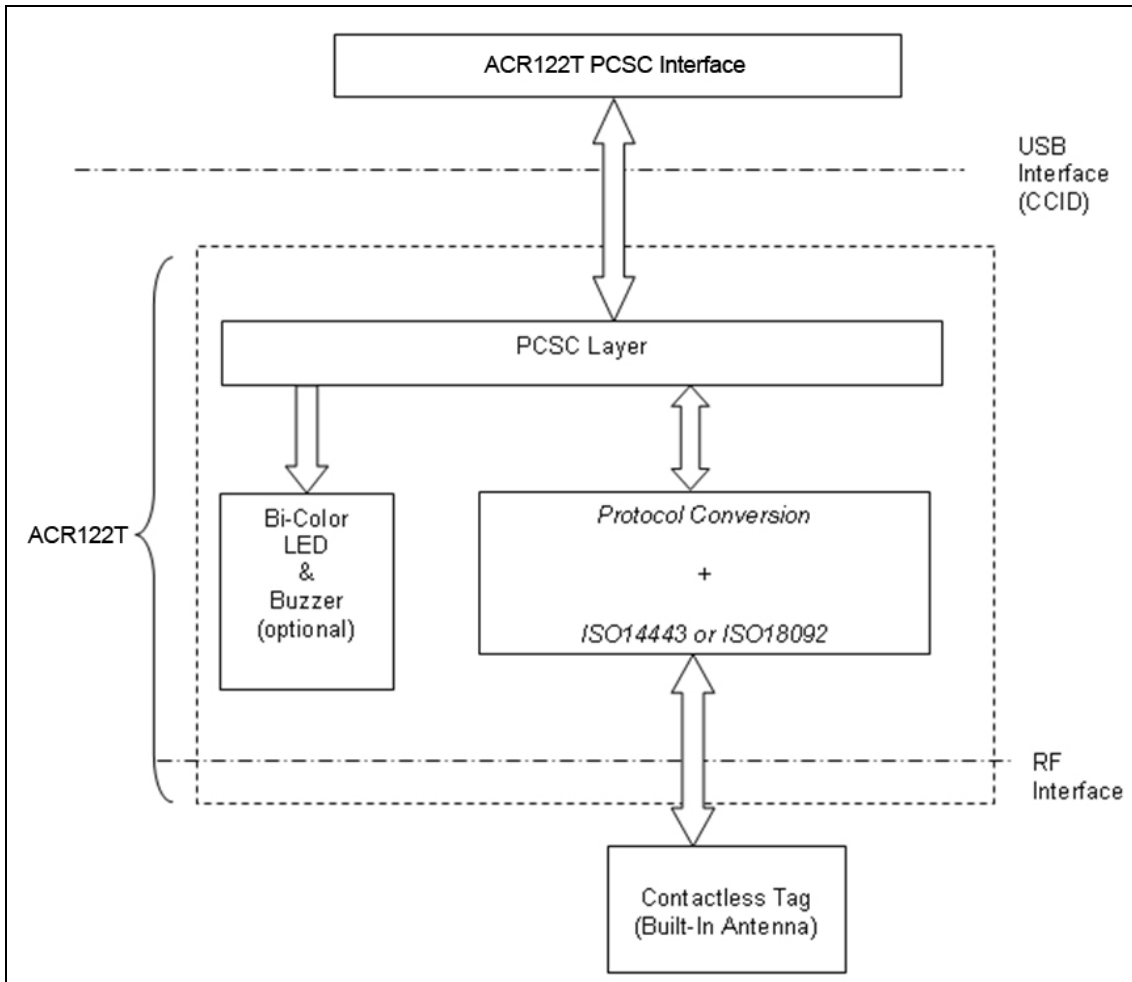 ACR122T PCSC Interface
USB
Interface
(CCID)
PCSC Layer
ACR122T
Bi-Color
LED
&
Buzzer
(optional)
Protocol Conversion
+
ISO14443 or ISO18092
RF
Interface
Contactless Tag
(Built-In Antenna)